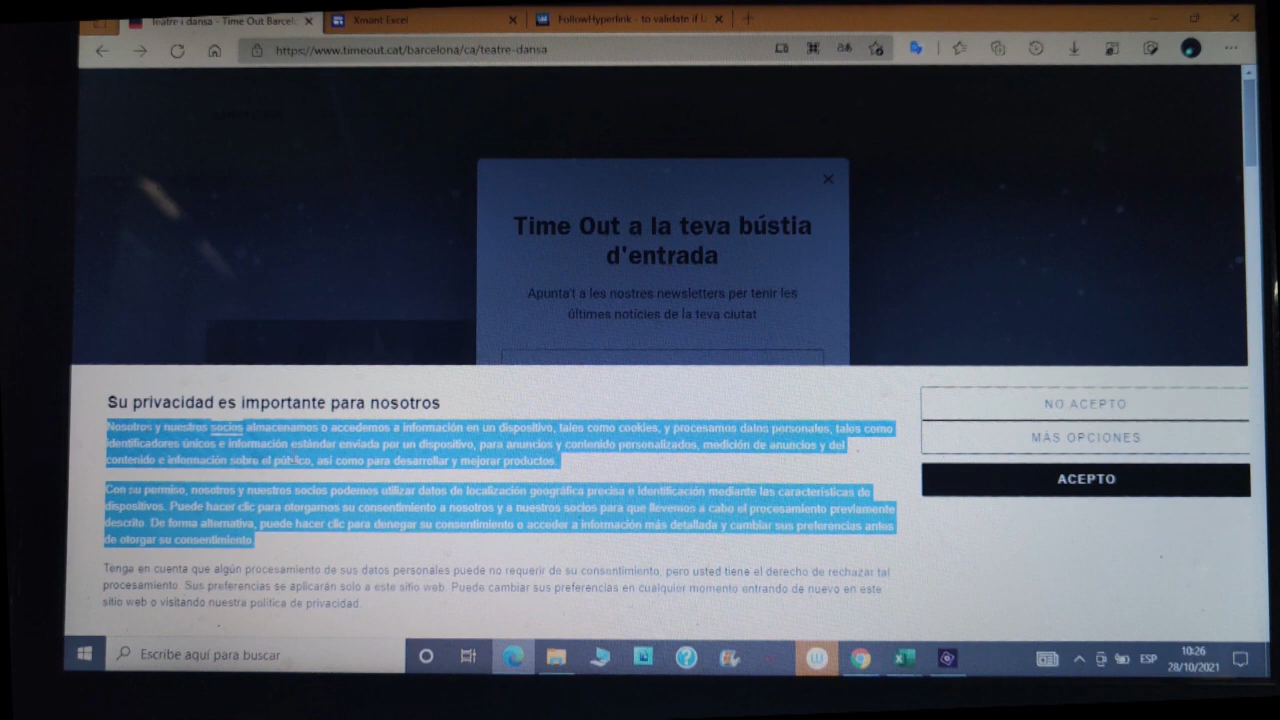 Teatre i dansa - Time Out Barcel
Xmant Excel
FollowHyperlink - to validate if U
https://www.timeout.cat/barcelona/ca/teatre-dansa
Time Out a la teva bústia
d'entrada
Apunta't a les nostres newsletters per tenir les
últimes notícies de la teva ciutat
Su privacidad es importante para nosotros
Nosotros y nuestros socios almacenamos o accedemos a información en un dispositivo, tales como cookies, y procesamos datos personales, tales como
identificadores únicos e información estándar enviada por un dispositivo, para anuncios y contenido personalizados, medición de anuncios y del
contenido e información sobre el público, así como para desarrollar y mejorar productos.
Con su permiso, nosotros y nuestros socios podemos utilizar datos de localización geográfica precisa e identificación mediante las características de
dispositivos. Puede hacer clic para otorgarnos su consentimiento a nosotros y a nuestros socios para que llevemos a cabo el procesamiento previamente
descrito. De forma alternativa, puede hacer clic para denegar su consentimiento o acceder a información más detallada y cambiar sus preferencias antes
de otorgar su consentimiento.
Tenga en cuenta que algún procesamiento de sus datos personales puede no requerir de su consentimiento, pero usted tiene el derecho de rechazar tal
procesamiento. Sus preferencias se aplicarán solo a este sitio web. Puede cambiar sus preferencias en cualquier momento entrando de nuevo en este
sitio web o visitando nuestra política de privacidad.
NO ACEPTO
MÁS OPCIONES
ACEPTO
Escribe aquí para buscar
ESP
10:26
28/10/2021